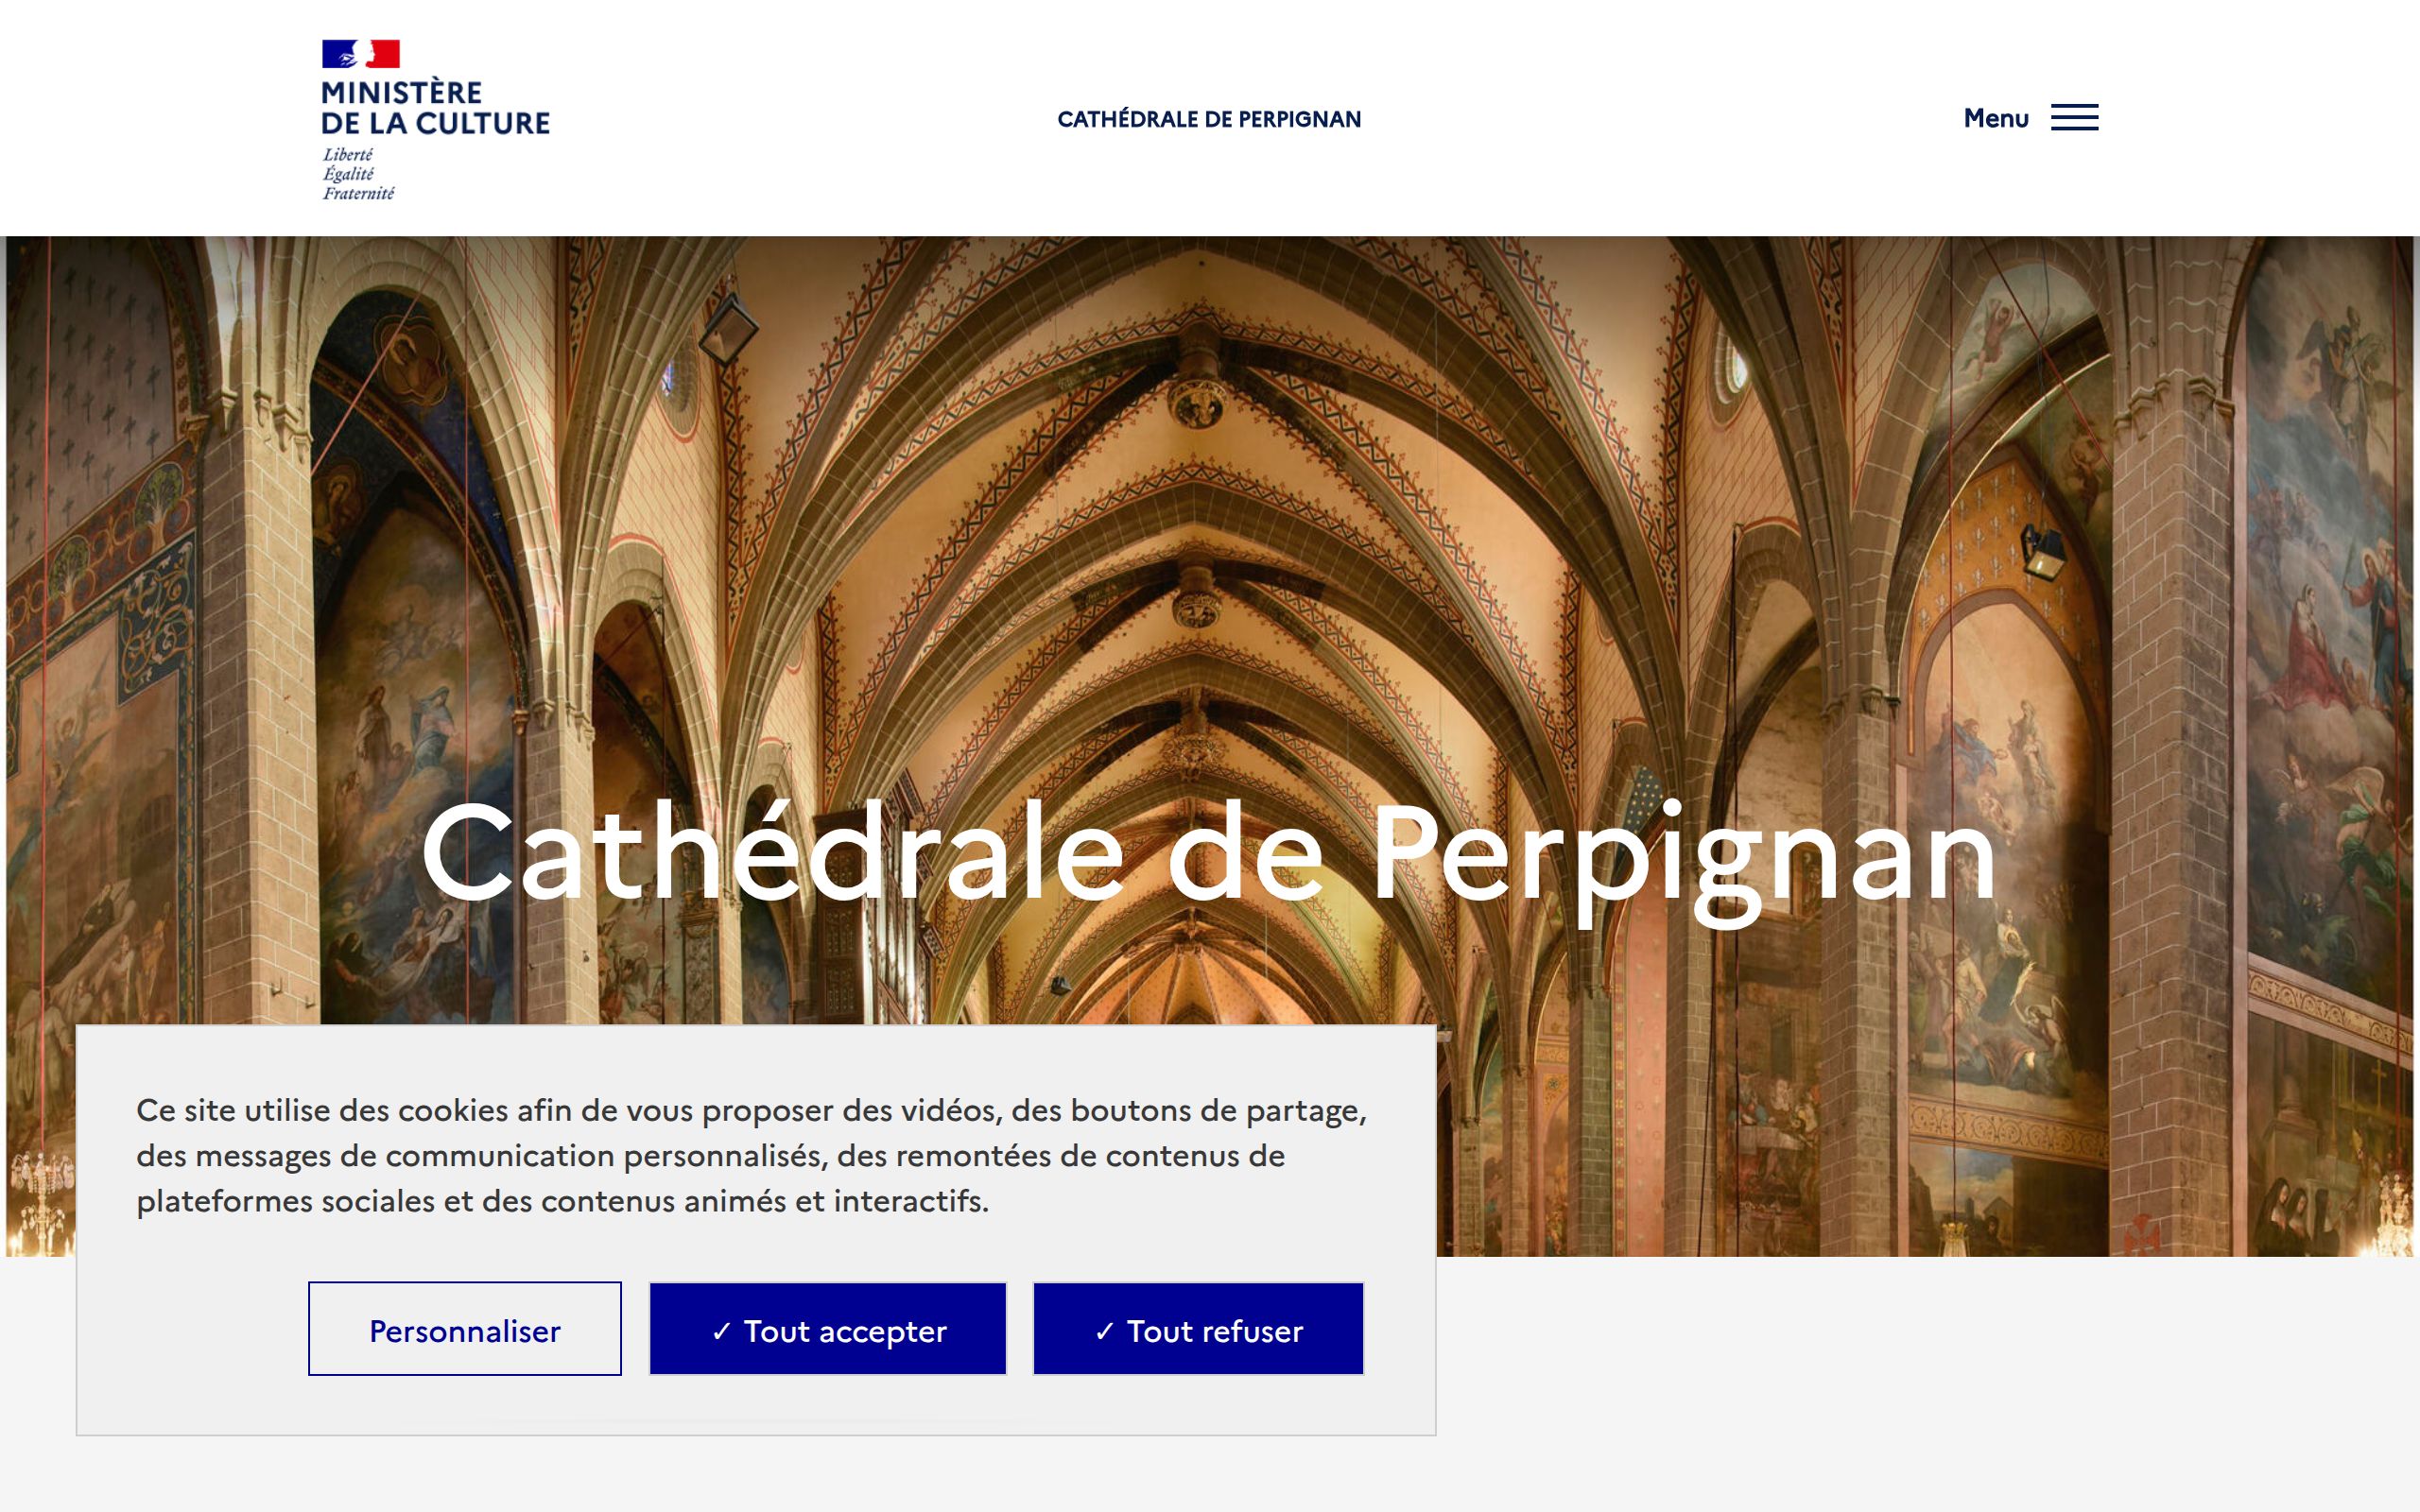 MINISTÈRE
DE LA CULTURE
Liberté
Égalité
Fraternité
CATHÉDRALE DE PERPIGNAN
Menu
Cathédrale de Perpignan
Ce site utilise des cookies afin de vous proposer des vidéos, des boutons de partage,
des messages de communication personnalisés, des remontées de contenus de
plateformes sociales et des contenus animés et interactifs.
Personnaliser
✓ Tout accepter
✓ Tout refuser